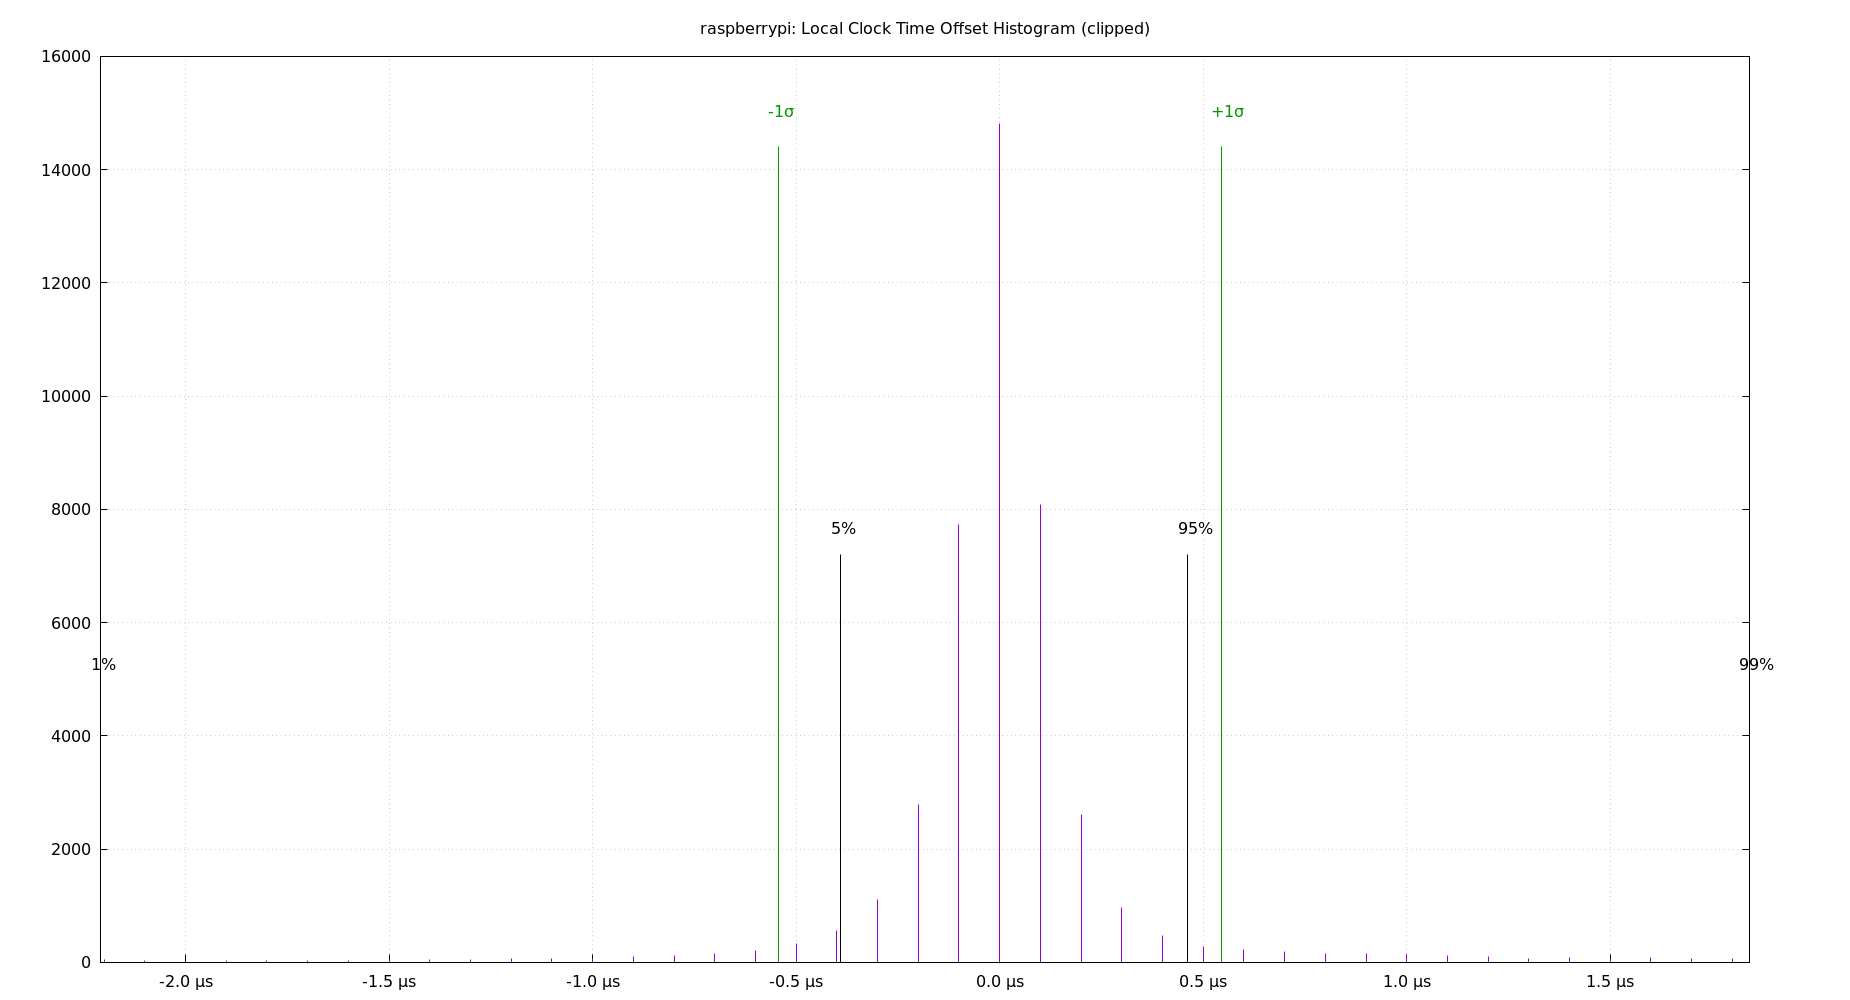 raspberrypi: Local Clock Time Offset Histogram (clipped)
16000
-1σ
+1σ
14000
12000
10000
8000
5%
95%
6000
1%
99%
4000
2000
0
-2.0 µs
-1.5 µs
-1.0 µs
-0.5 µs
0.0 µs
0.5 µs
1.0 µs
1.5 µs